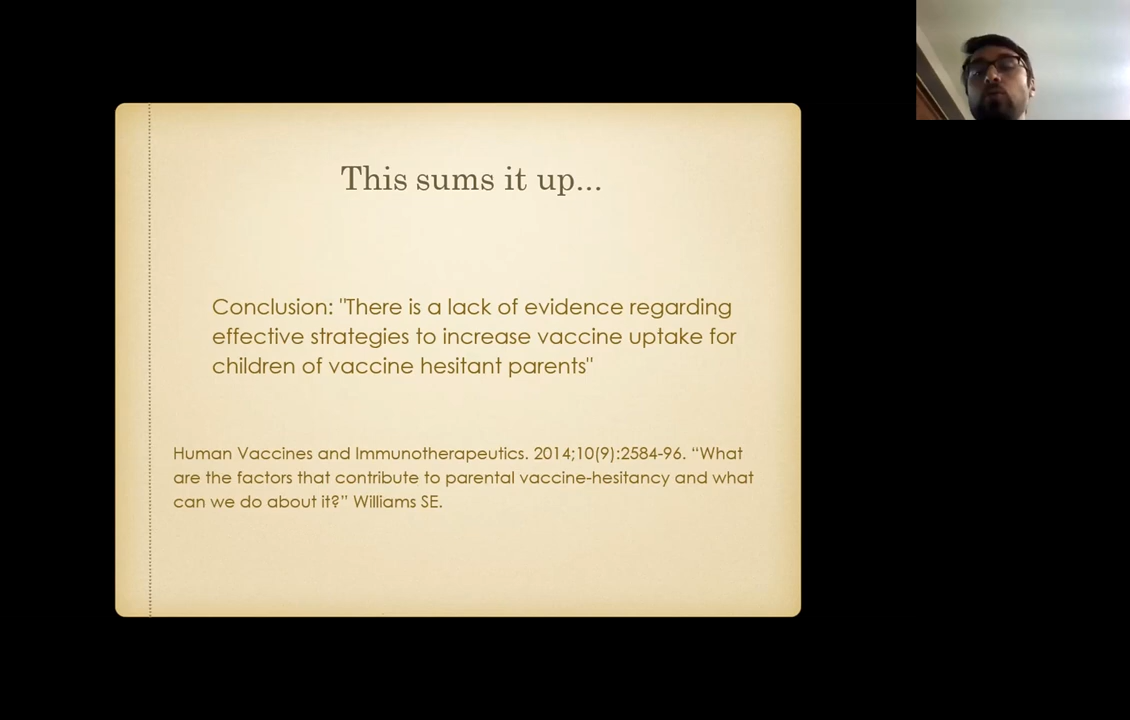 This sums it up...
Conclusion: "There is a lack of evidence regarding
effective strategies to increase vaccine uptake for
children of vaccine hesitant parents"
Human Vaccines and Immunotherapeutics. 2014;10(9):2584-96. “What
are the factors that contribute to parental vaccine-hesitancy and what
can we do about it?” Williams SE.